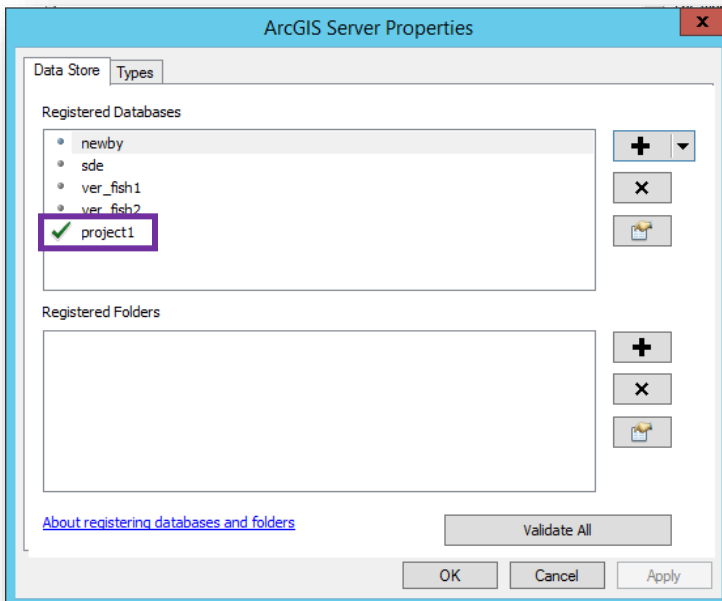 ArcGIS Server Properties
x
Data Store
Types
Registered Databases
newby
sde
ver_fish1
ver_fish2
project1
Registered Folders
About registering databases and folders
Validate All
OK
Cancel
Apply